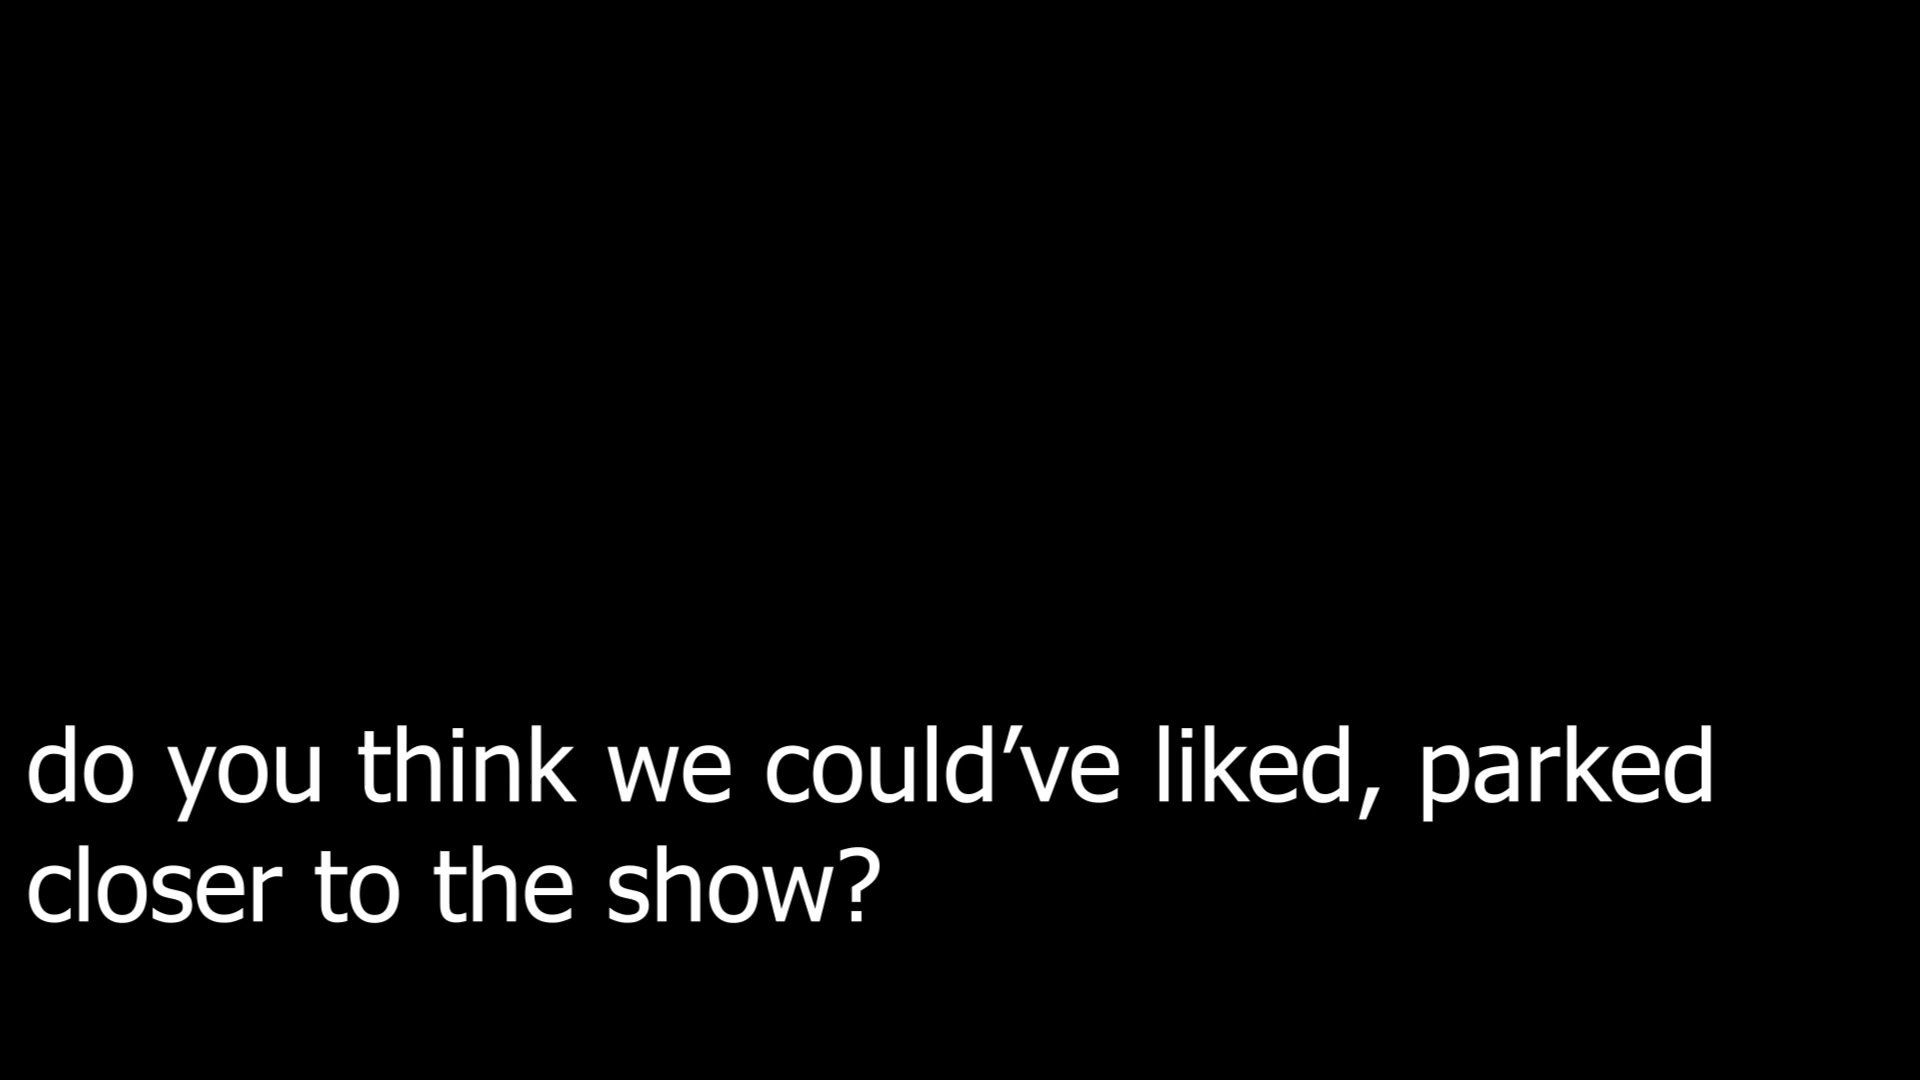 do you think we could’ve liked, parked
closer to the show?